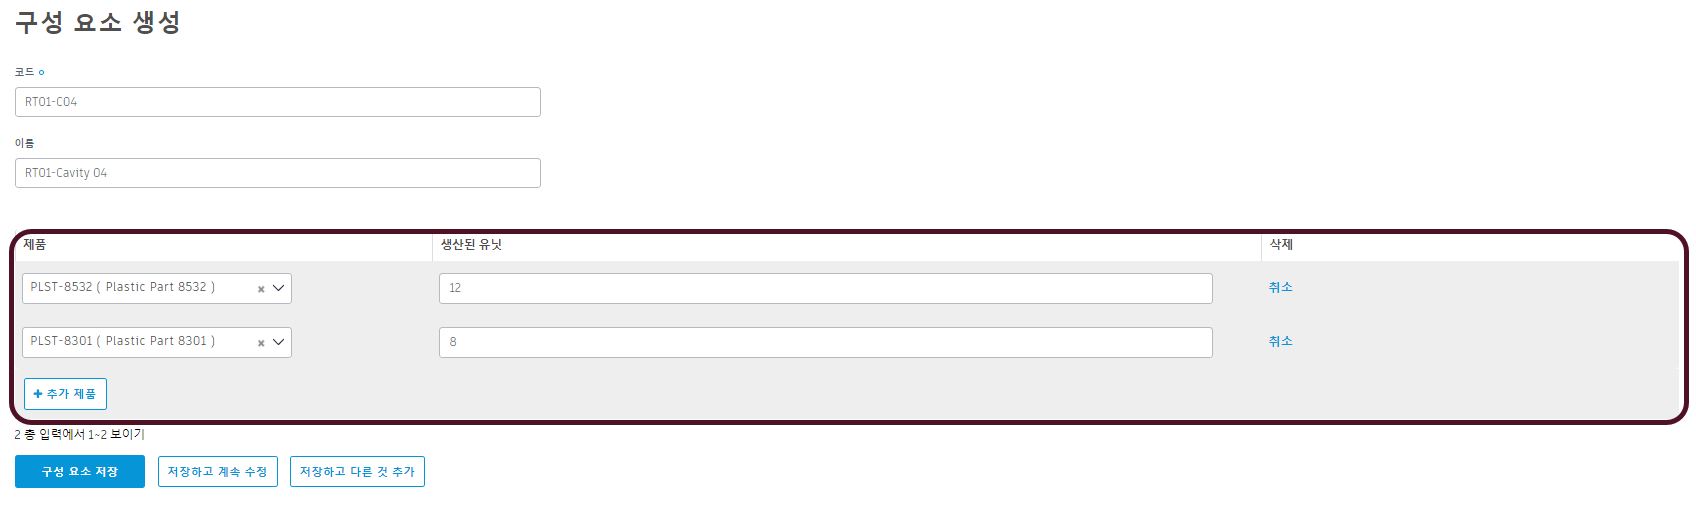 구성 요소 생성
코드
RT01-C04
이름
RT01-Cavity 04
제품 생산된 유닛 삭제
PLST-8532 ( Plastic Part 8532 ) 12 취소
PLST-8301 ( Plastic Part 8301 ) 8 취소
+ 추가 제품
2 총 입력에서 1~2 보이기
구성 요소 저장 저장하고 계속 수정 저장하고 다른 것 추가